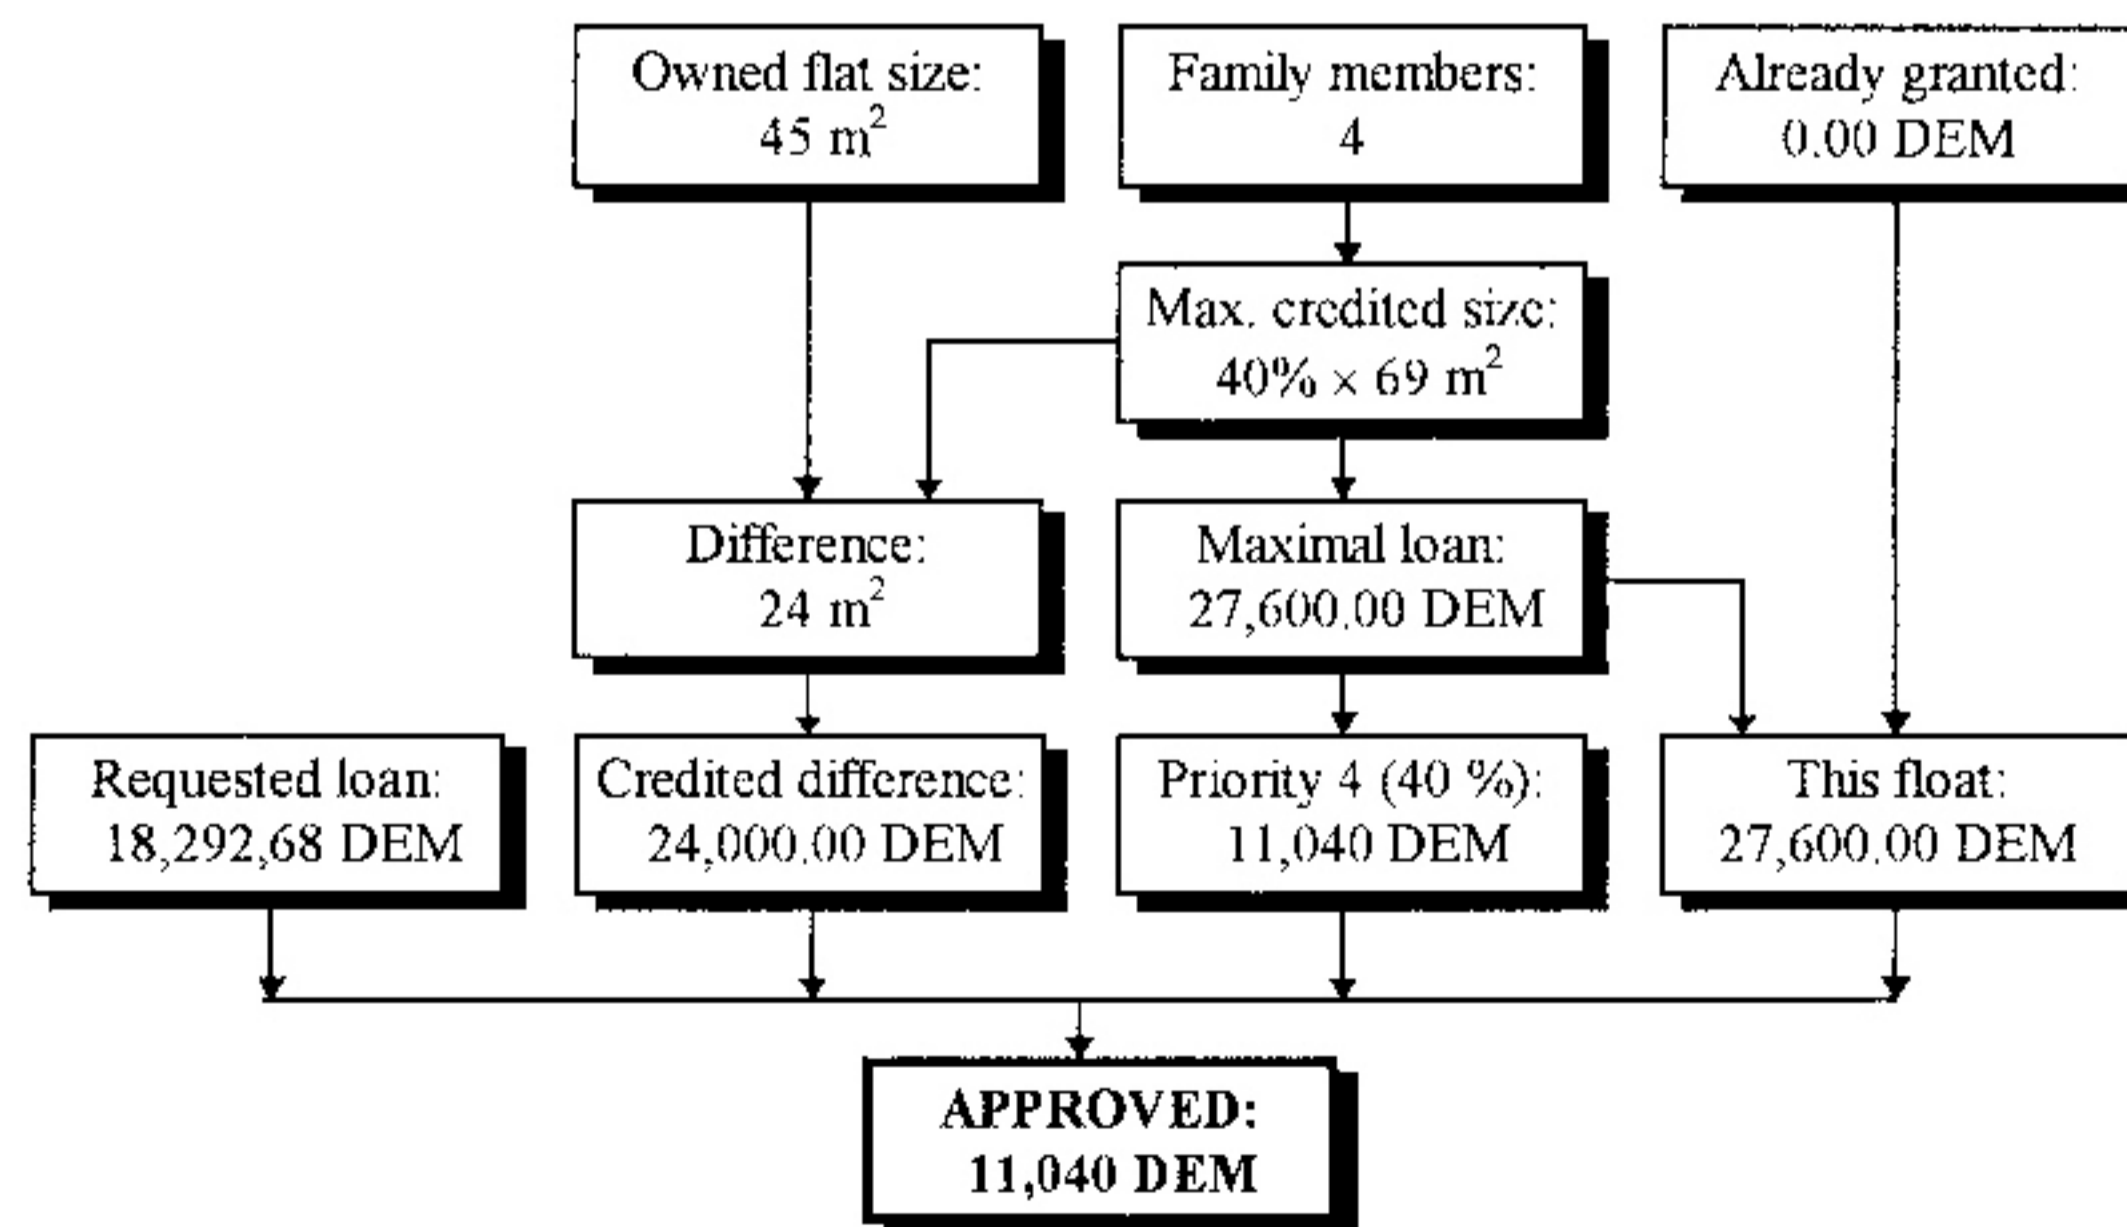 Owned flat size:
45 m²
Family members:
4
Already granted:
0.00 DEM
Max. credited size:
40% × 69 m²
Difference:
24 m²
Maximal loan:
27,600.00 DEM
Requested loan:
18,292,68 DEM
Credited difference:
24,000.00 DEM
Priority 4 (40 %):
11,040 DEM
This float:
27,600.00 DEM
APPROVED:
11,040 DEM